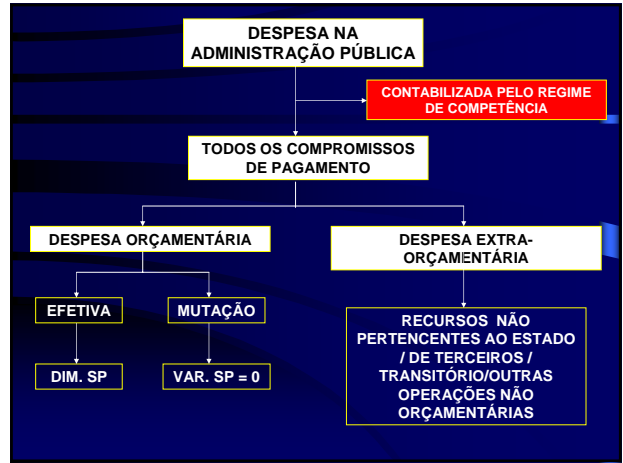 DESPESA NA
ADMINISTRAÇÃO PÚBLICA
CONTABILIZADA PELO REGIME
DE COMPETÊNCIA
TODOS OS COMPROMISSOS
DE PAGAMENTO
DESPESA ORÇAMENTÁRIA
DESPESA EXTRA-
ORÇAMENTÁRIA
EFETIVA
MUTAÇÃO
DIM. SP
VAR. SP = 0
RECURSOS NÃO
PERTENCENTES AO ESTADO
/ DE TERCEIROS /
TRANSITÓRIO/OUTRAS
OPERAÇÕES NÃO
ORÇAMENTÁRIAS